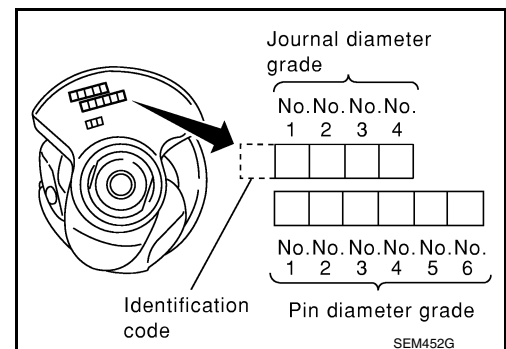 Journal diameter
grade
No. No. No. No.
1 2 3 4
No. No. No. No. No. No.
1 2 3 4 5 6
Identification
code
Pin diameter grade
SEM452G